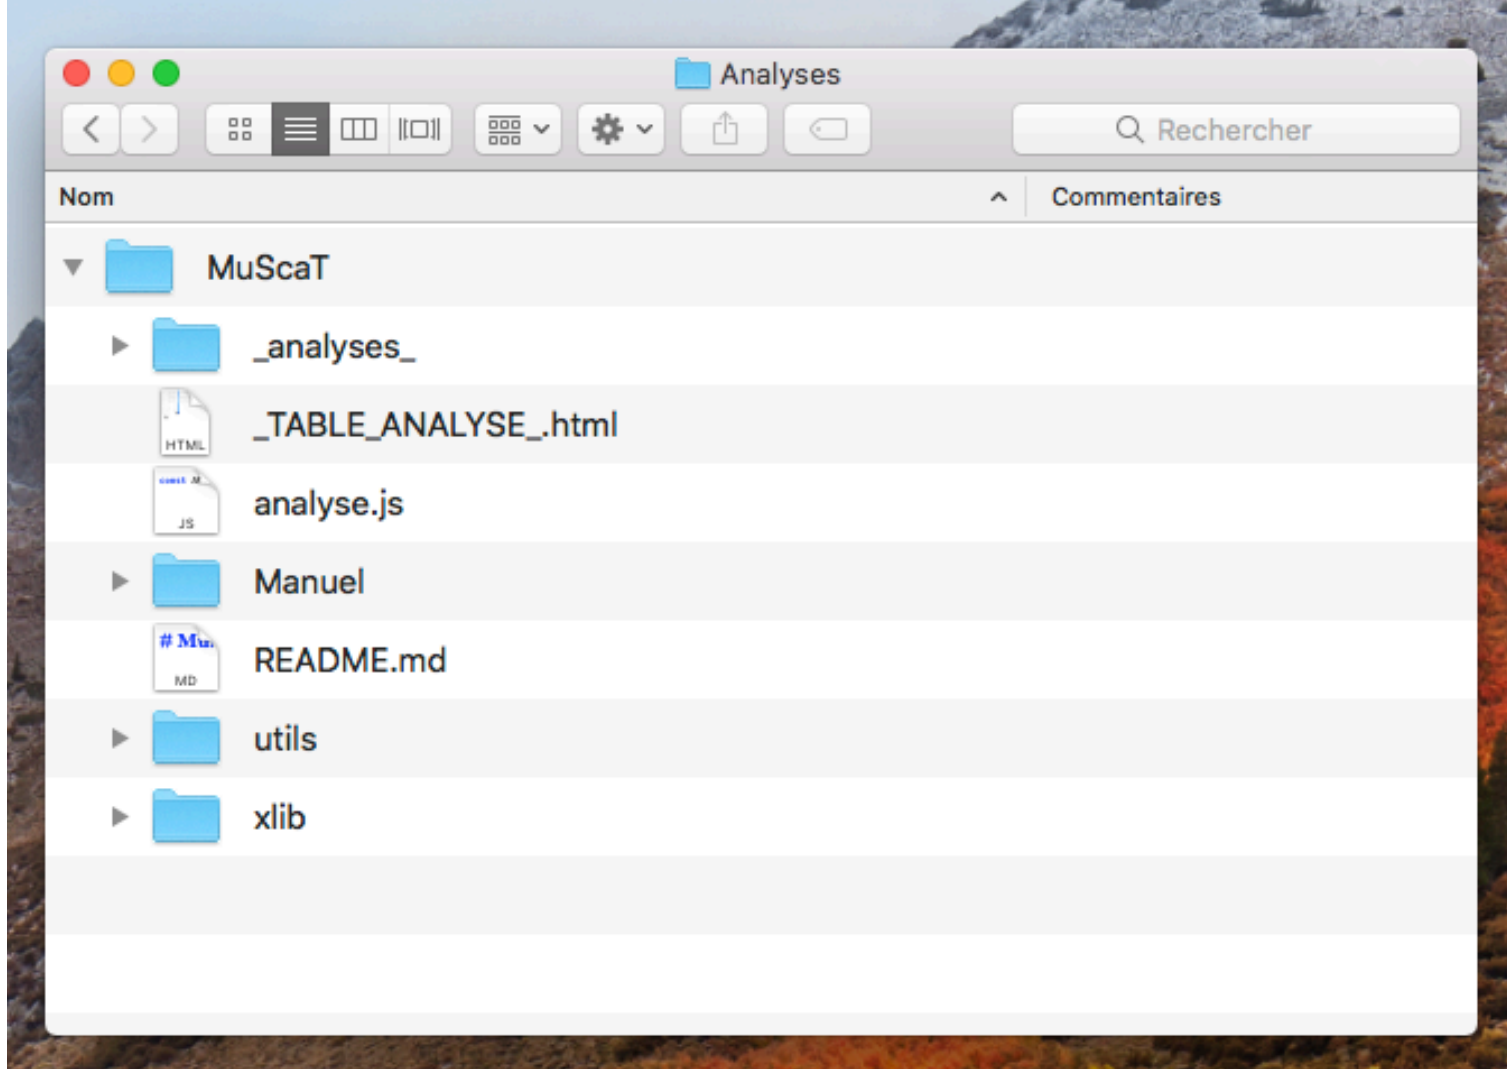 Analyses
Rechercher
Nom Commentaires
MuScaT
_analyses_
HTML
_TABLE_ANALYSE_.html
const
JS
analyse.js
Manuel
# Mu
MD
README.md
utils
xlib